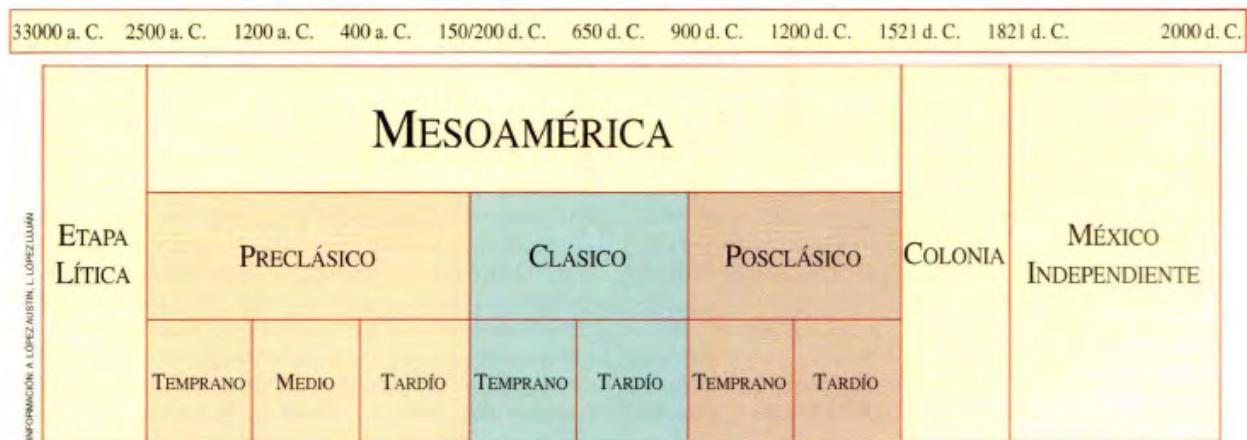 33000 a. C. 2500 a. C. 1200 a. C. 400 a. C. 150/200 d. C. 650 d. C. 900 d. C. 1200 d. C. 1521 d. C. 1821 d. C. 2000 d. C.
MESOAMÉRICA
ETAPA
LÍTICA
PRECLÁSICO
CLÁSICO
POSCLÁSICO
COLONIA
MÉXICO
INDEPENDIENTE
TEMPRANO
MEDIO
TARDÍO
TEMPRANO
TARDÍO
TEMPRANO
TARDÍO
INFORMACIÓN: A. LÓPEZ AUSTIN, L. LÓPEZ LUJÁN